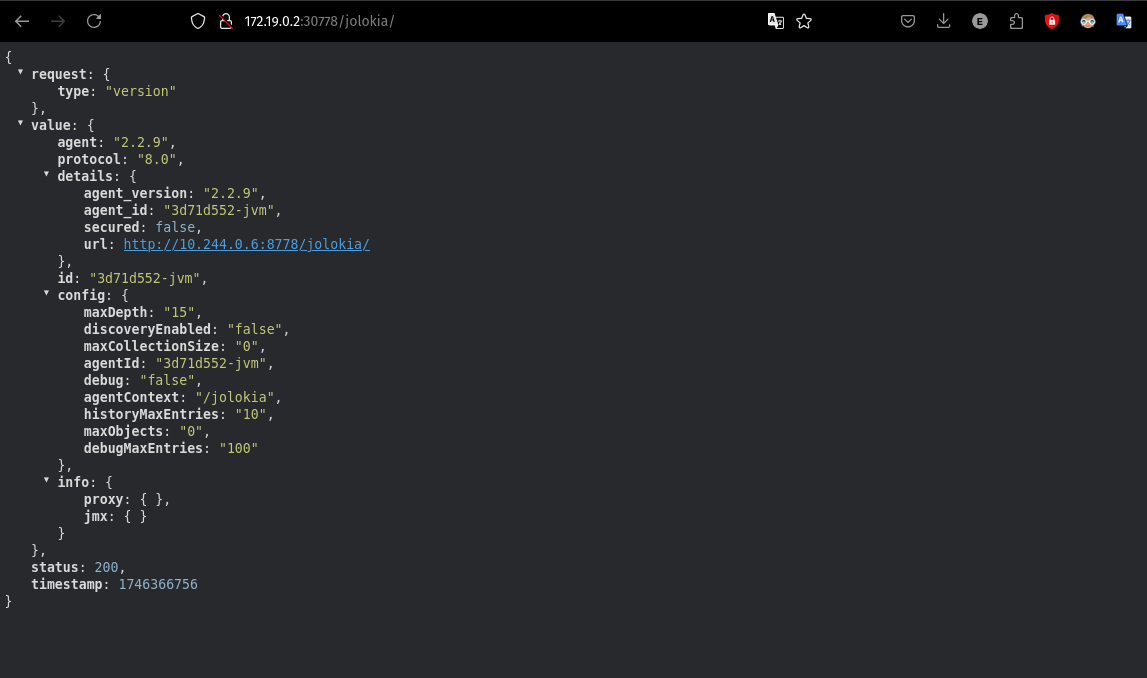 172.19.0.2:30778/jolokia/
{
request: {
type: "version"
},
value: {
agent: "2.2.9",
protocol: "8.0",
details: {
agent_version: "2.2.9",
agent_id: "3d71d552-jvm",
secured: false,
url: http://10.244.0.6:8778/jolokia/
},
id: "3d71d552-jvm",
config: {
maxDepth: "15",
discoveryEnabled: "false",
maxCollectionSize: "0",
agentId: "3d71d552-jvm",
debug: "false",
agentContext: "/jolokia",
historyMaxEntries: "10",
maxObjects: "0",
debugMaxEntries: "100"
},
info: {
proxy: { },
jmx: { }
}
},
status: 200,
timestamp: 1746366756
}